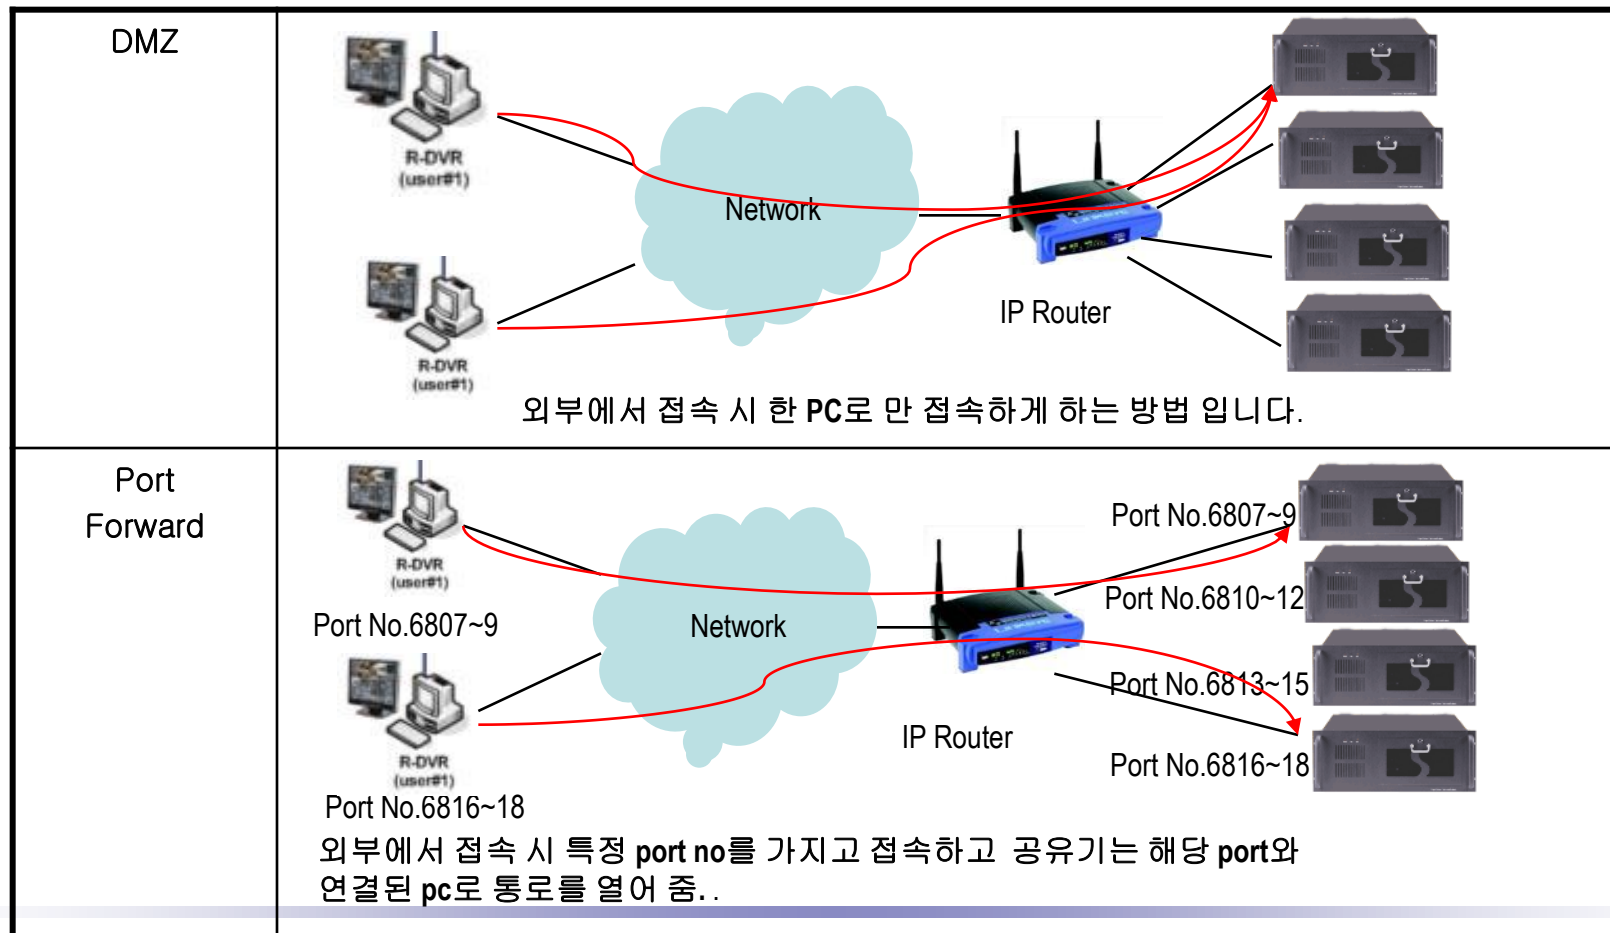 DMZ
R-DVR
(user#1)
Network
IP Router
R-DVR
(user#1)
외부에서 접속 시 한 PC로 만 접속하게 하는 방법 입니다.
Port
Forward
R-DVR
(user#1)
Port No.6807~9
Network
IP Router
Port No.6807~9
Port No.6810~12
Port No.6813~15
Port No.6816~18
R-DVR
(user#1)
Port No.6816~18
외부에서 접속 시 특정 port no를 가지고 접속하고 공유기는 해당 port와
연결된 pc로 통로를 열어 줌. .